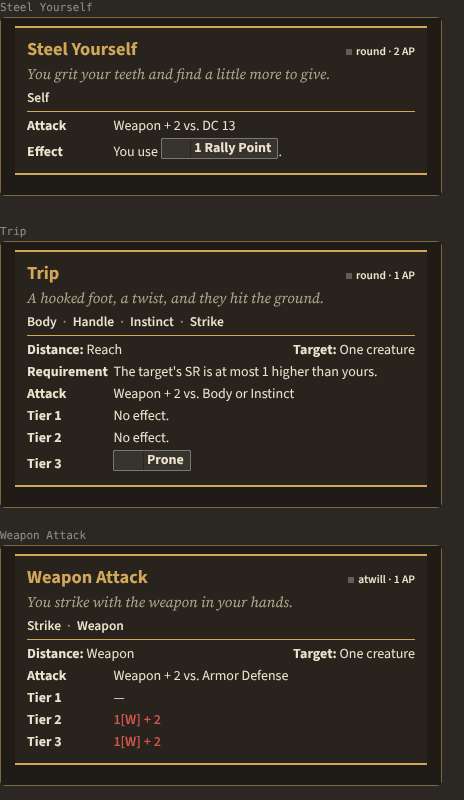 Steel Yourself
Steel Yourself round · 2 AP
You grit your teeth and find a little more to give.
Self
Attack Weapon + 2 vs. DC 13
Effect You use 1 Rally Point.
Trip
Trip round · 1 AP
A hooked foot, a twist, and they hit the ground.
Body · Handle · Instinct · Strike
Distance: Reach Target: One creature
Requirement The target's SR is at most 1 higher than yours.
Attack Weapon + 2 vs. Body or Instinct
Tier 1 No effect.
Tier 2 No effect.
Tier 3 Prone
Weapon Attack
Weapon Attack atwill · 1 AP
You strike with the weapon in your hands.
Strike · Weapon
Distance: Weapon Target: One creature
Attack Weapon + 2 vs. Armor Defense
Tier 1 —
Tier 2 1[W] + 2
Tier 3 1[W] + 2